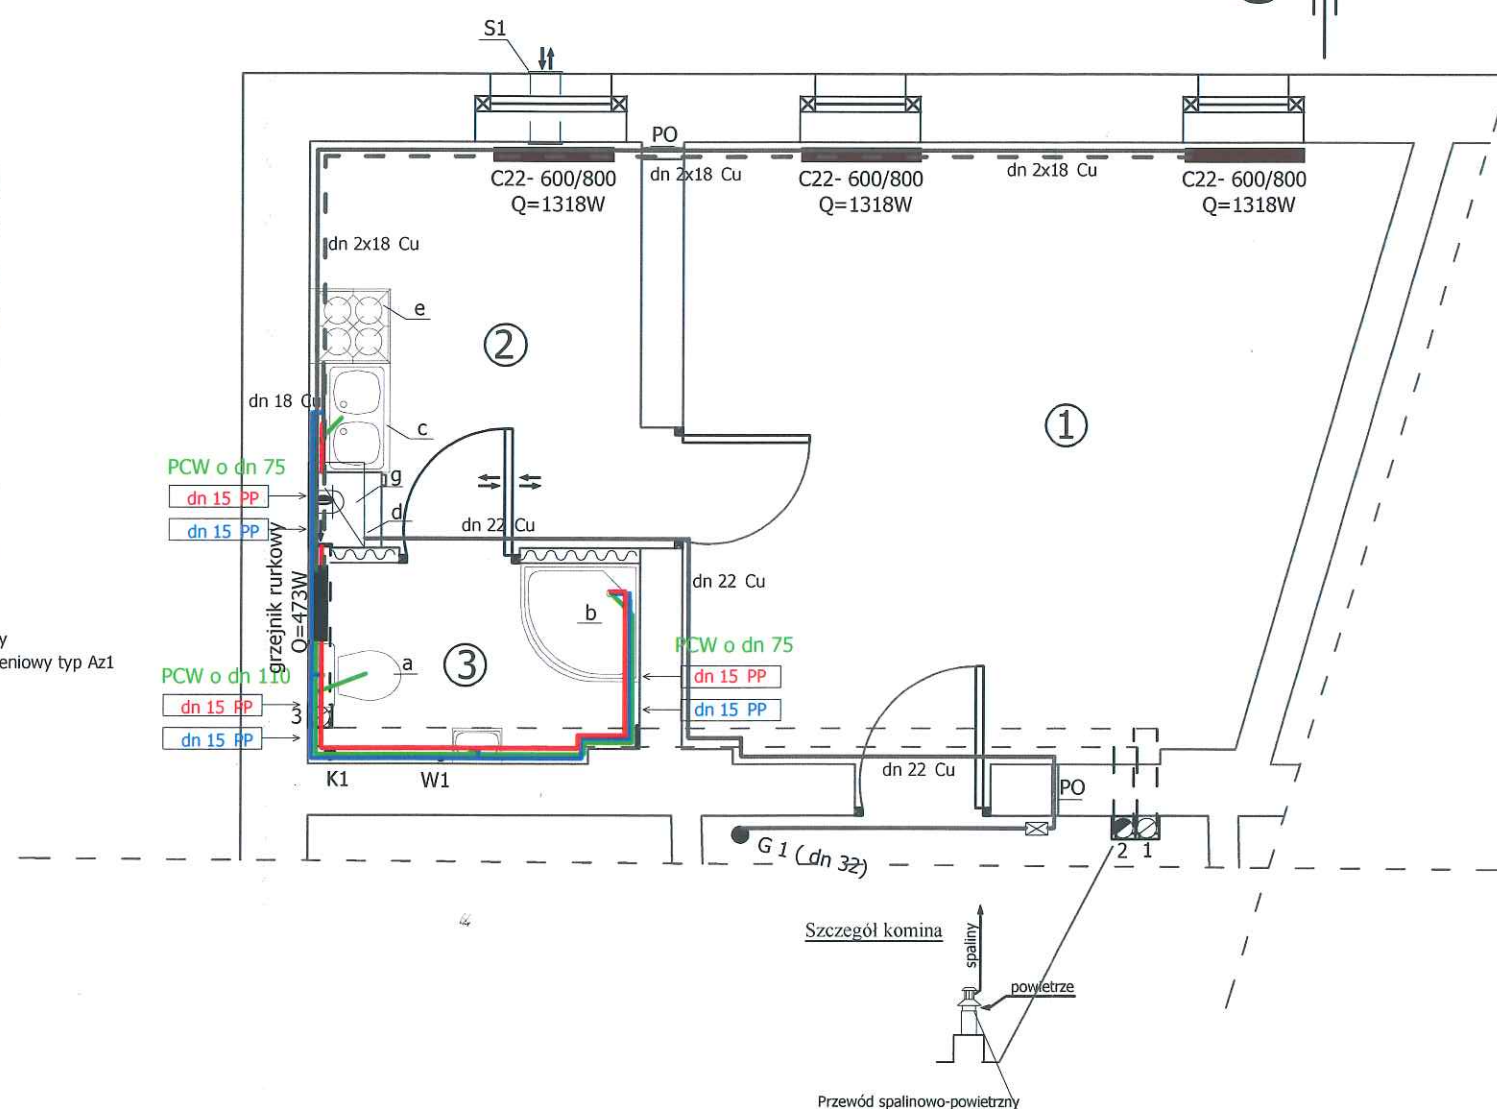 S1
PO
C22- 600/800
Q=1318W
dn 2x18 Cu
C22- 600/800
Q=1318W
dn 2x18 Cu
C22- 600/800
Q=1318W
dn 2x18 Cu
e
2
dn 18 Cu
c
1
PCW o dn 75
g
dn 15 PP
d
dn 15 PP
dn 22 Cu
grzejnik rurkowy
Q=473W
dn 22 Cu
b
y
eniowy typ Az1
3
a
PCW o dn 75
PCW o dn 110
dn 15 PP
dn 15 PP
dn 15 PP
3
dn 15 PP
K1
W1
dn 22 Cu
PO
G 1 ( dn 32)
2 1
Szczegół komina
spaliny
powietrze
Przewód spalinowo-powietrzny